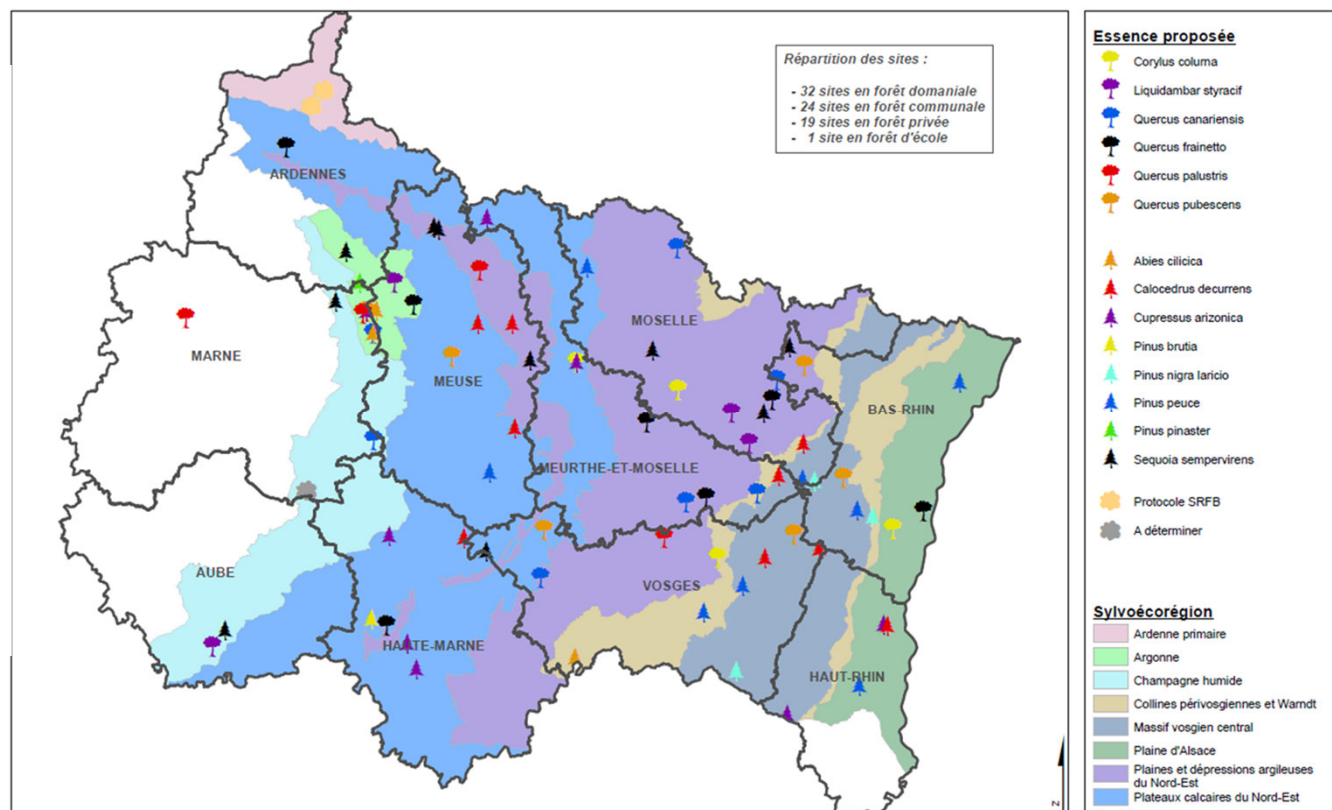 Répartition des sites :
- 32 sites en forêt domaniale
- 24 sites en forêt communale
- 19 sites en forêt privée
- 1 site en forêt d'école
ARDENNES
MARNE
MEUSE
MOSELLE
BAS-RHIN
MEURTHE-ET-MOSELLE
AUBE
VOSGES
HAUTE-MARNE
HAUT-RHIN
N
Essence proposée
Corylus colurna
Liquidambar styracif
Quercus canariensis
Quercus frainetto
Quercus palustris
Quercus pubescens
Abies cilicica
Calocedrus decurrens
Cupressus arizonica
Pinus brutia
Pinus nigra laricio
Pinus peuce
Pinus pinaster
Sequoia sempervirens
Protocole SRFB
A déterminer
Sylvoécorégion
Ardenne primaire
Argonne
Champagne humide
Collines périvosgiennes et Warndt
Massif vosgien central
Plaine d'Alsace
Plaines et dépressions argileuses
du Nord-Est
Plateaux calcaires du Nord-Est